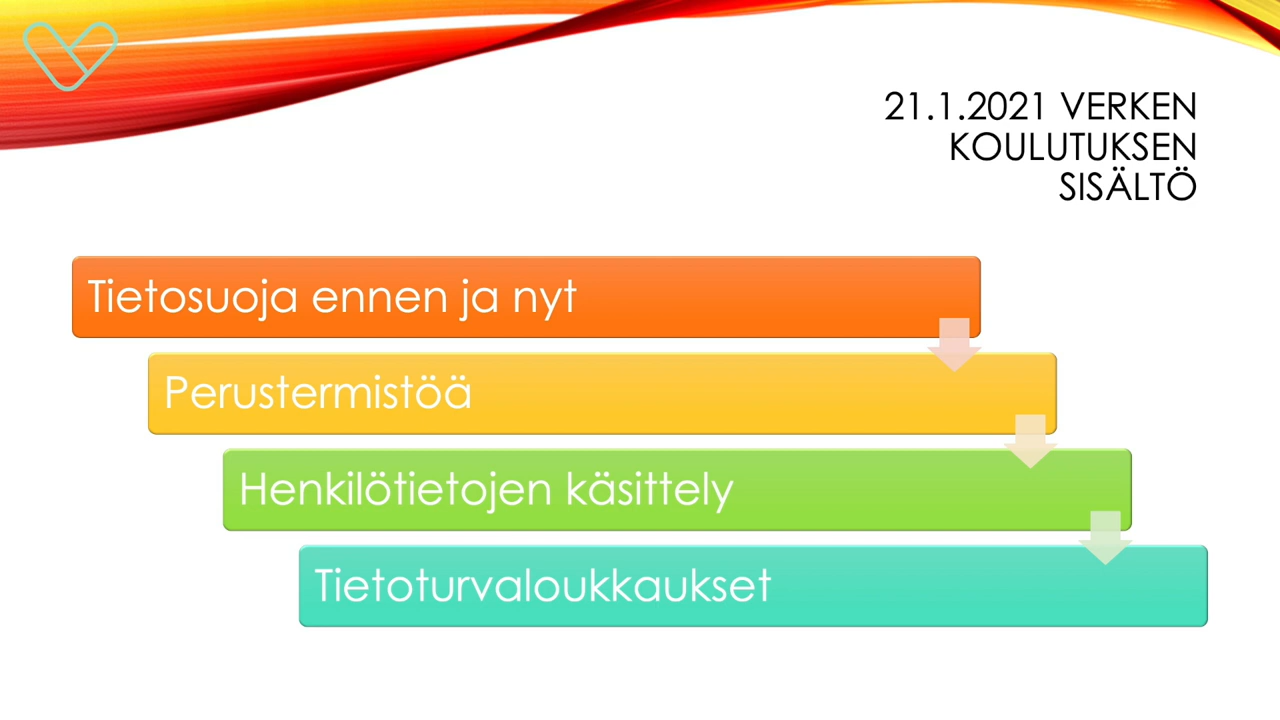 21.1.2021 VERKEN
KOULUTUKSEN
SISÄLTÖ
Tietosuoja ennen ja nyt
Perustermistöä
Henkilötietojen käsittely
Tietoturvaloukkaukset